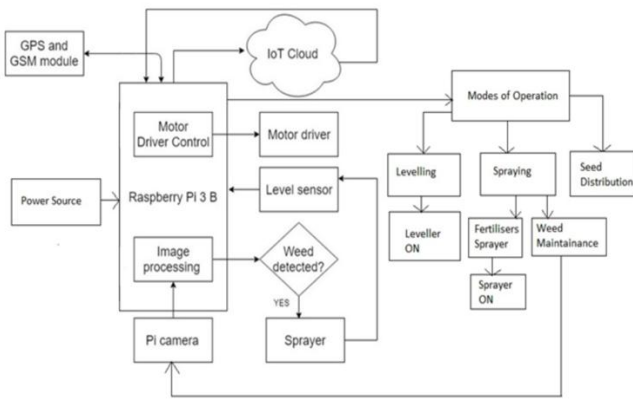 GPS and
GSM module
IoT Cloud
Modes of Operation
Motor
Driver Control
Motor driver
Levelling
Spraying
Seed
Distribution
Power Source
Raspberry Pi 3 B
Level sensor
Leveller
ON
Fertilisers
Sprayer
Weed
Maintainance
Image
processing
Weed
detected?
Sprayer
ON
YES
Pi camera
Sprayer